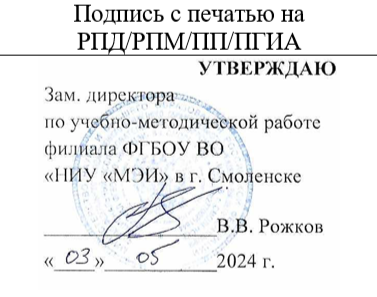 Подпись с печатью на
РПД/РПМ/ПП/ПГИА
УТВЕРЖДАЮ
Зам. директора
по учебно-методической работе
филиала ФГБОУ ВО
«НИУ «МЭИ» в г. Смоленске
В.В. Рожков
«03» 05 2024 г.